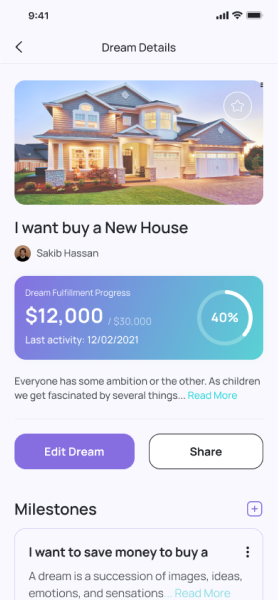 9:41
Dream Details
I want buy a New House
Sakib Hassan
Dream Fulfillment Progress
$12,000 / $30,000
40%
Last activity: 12/02/2021
Everyone has some ambition or the other. As children
we get fascinated by several things... Read More
Edit Dream
Share
Milestones
I want to save money to buy a
A dream is a succession of images, ideas,
emotions, and sensations... Read More